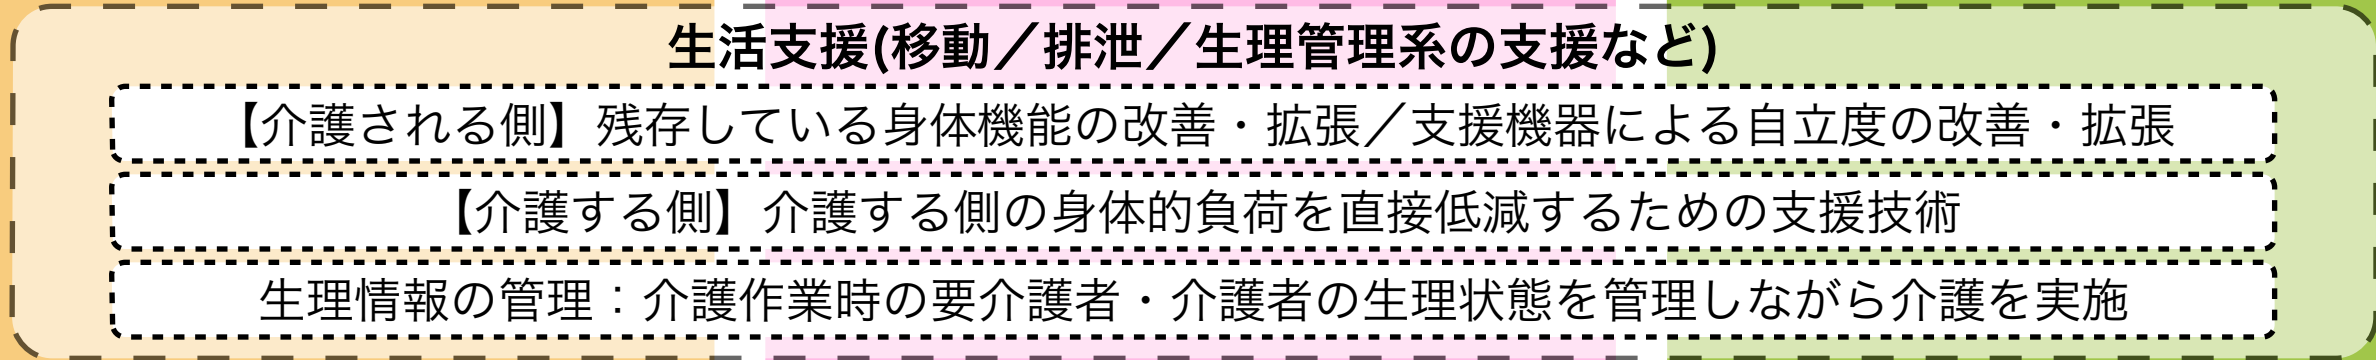 生活支援(移動／排泄／生理管理系の支援など)
【介護される側】残存している身体機能の改善・拡張／支援機器による自立度の改善・拡張
【介護する側】介護する側の身体的負荷を直接低減するための支援技術
生理情報の管理：介護作業時の要介護者・介護者の生理状態を管理しながら介護を実施